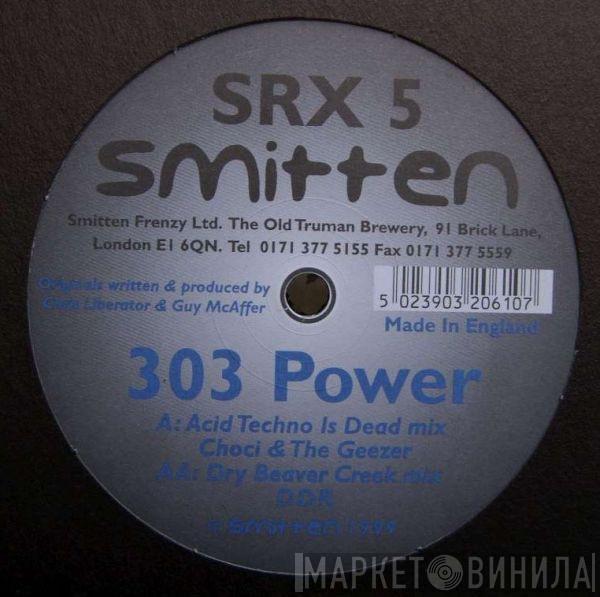 SRX 5
smitten
Smitten Frenzy Ltd. The Old Truman Brewery, 91 Brick Lane,
London E1 6QN. Tel 0171 377 5155 Fax 0171 377 5559
Originals written & produced by
Chris Liberator & Guy McAffer
5 023903 206107
Made In England
303 Power
A: Acid Techno Is Dead mix
Choci & The Geezer
AA: Dry Beaver Creek mix
DDR
© smitten 1999
МАРКЕТ ВИНИЛА